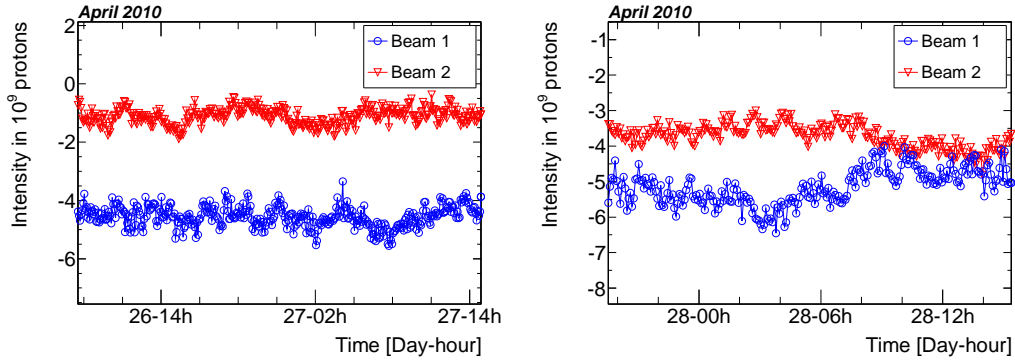 April 2010
Intensity in 10^9 protons
2
0
-2
-4
-6
Beam 1
Beam 2
26-14h
27-02h
27-14h
Time [Day-hour]
April 2010
Intensity in 10^9 protons
-1
-2
-3
-4
-5
-6
-7
-8
Beam 1
Beam 2
28-00h
28-06h
28-12h
Time [Day-hour]